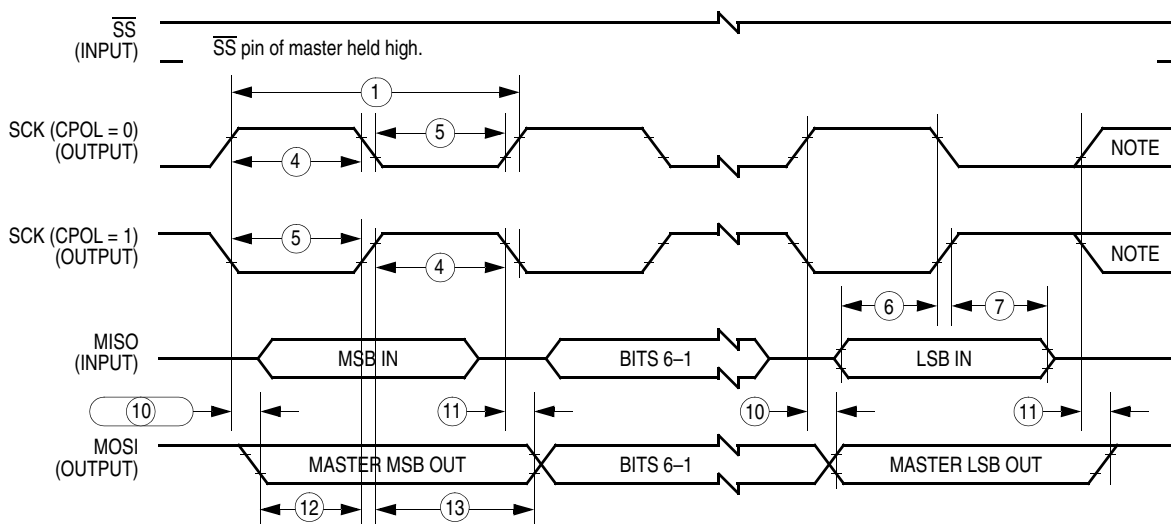 SS
(INPUT)
SS pin of master held high.
1
SCK (CPOL = 0)
(OUTPUT)
5
4
NOTE
SCK (CPOL = 1)
(OUTPUT)
5
4
NOTE
6
7
MISO
(INPUT)
MSB IN
BITS 6–1
LSB IN
10
11
10
11
MOSI
(OUTPUT)
MASTER MSB OUT
BITS 6–1
MASTER LSB OUT
12
13